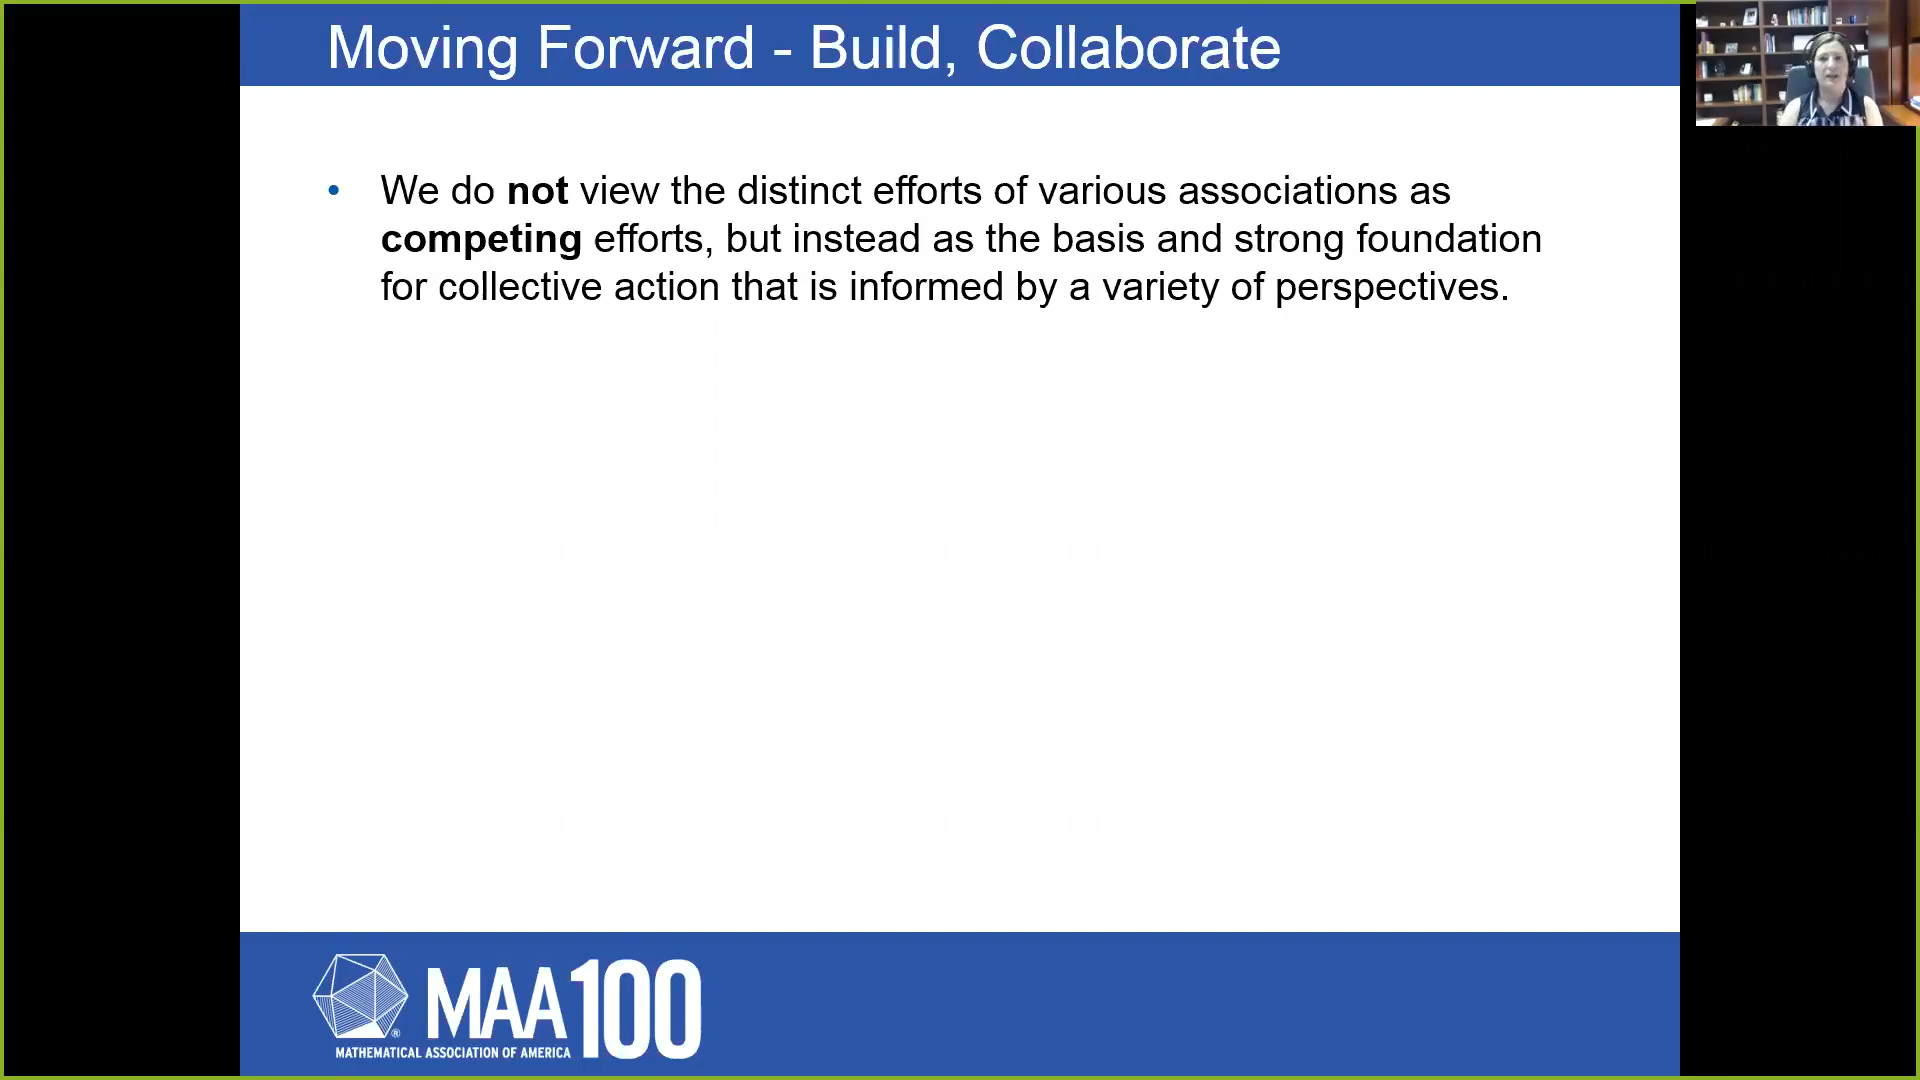 Moving Forward - Build, Collaborate
• We do not view the distinct efforts of various associations as
competing efforts, but instead as the basis and strong foundation
for collective action that is informed by a variety of perspectives.
MAA100
®
MATHEMATICAL ASSOCIATION OF AMERICA